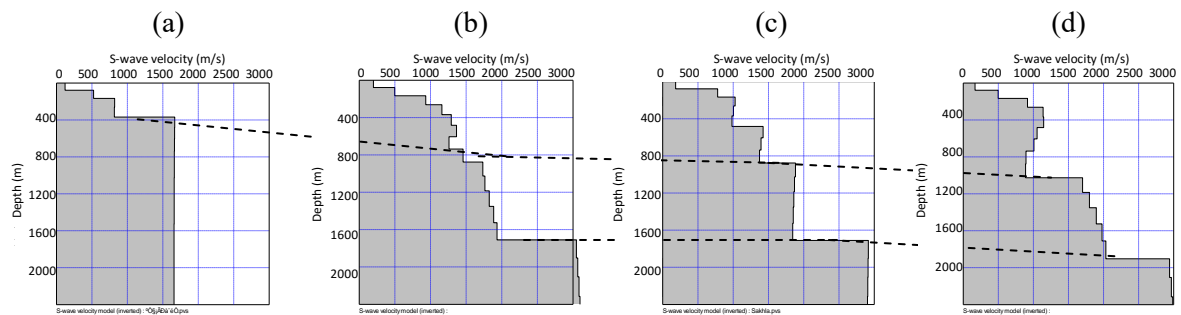 (a) (b) (c) (d)
S-wave velocity (m/s) S-wave velocity (m/s) S-wave velocity (m/s) S-wave velocity (m/s)
0 500 1000 1500 2000 2500 3000 0 500 1000 1500 2000 2500 3000 0 500 1000 1500 2000 2500 3000 0 500 1000 1500 2000 2500 3000
400 400 400 400
800 800 800 800
1200 1200 1200 1200
1600 1600 1600 1600
2000 2000 2000 2000
Depth (m) Depth (m) Depth (m) Depth (m)
S-wave velocity model (inverted) : S-wave velocity model (inverted) : S-wave velocity model (inverted) : Sakhla.pvs S-wave velocity model (inverted) :